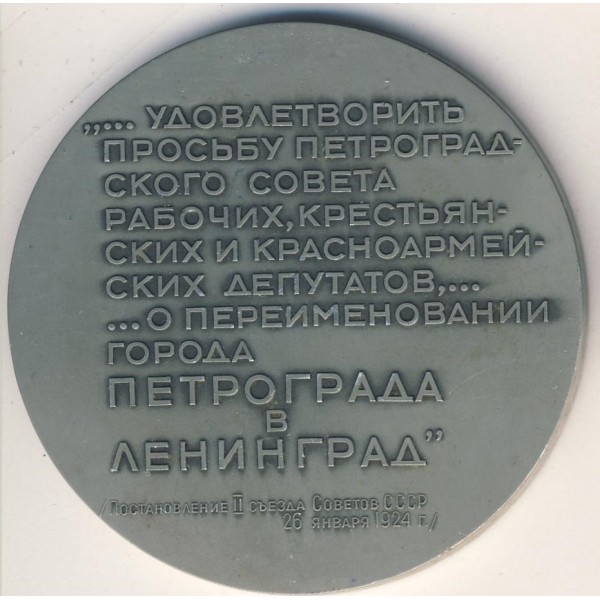 „... УДОВЛЕТВОРИТЬ
ПРОСЬБУ ПЕТРОГРАД-
СКОГО СОВЕТА
РАБОЧИХ, КРЕСТЬЯН-
СКИХ И КРАСНОАРМЕЙ-
СКИХ ДЕПУТАТОВ,...
...О ПЕРЕИМЕНОВАНИИ
ГОРОДА
ПЕТРОГРАДА
В
ЛЕНИНГРАД”
/ПОСТАНОВЛЕНИЕ II СЪЕЗДА СОВЕТОВ СССР
26 ЯНВАРЯ 1924 Г./